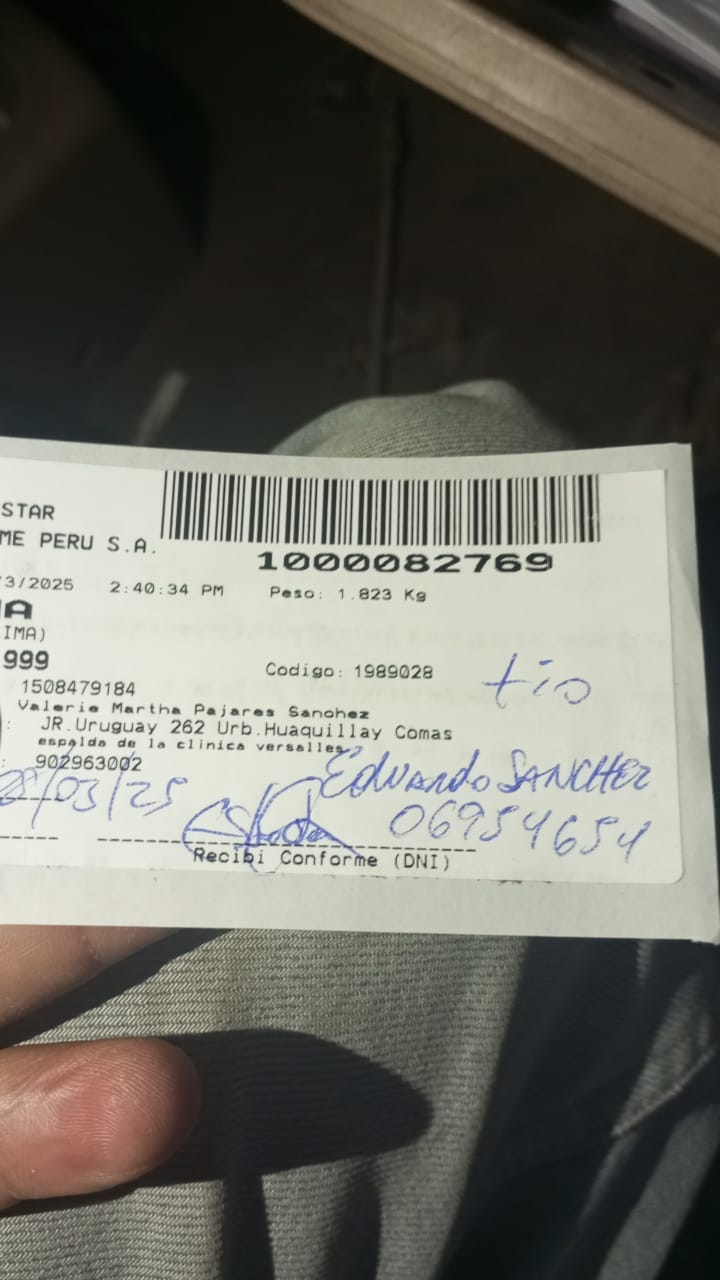 STAR
ME PERU S.A.
1000082769
/3/2025 2:40:34 PM Peso: 1.823 Kg
IMA)
999
Codigo: 1989028
tio
1508479184
Valerie Martha Pajares Sanchez
: JR.Uruguay 262 Urb.Huaquillay Comas
espalda de la clinica versalles
: 902963002
Eduardo SANCHEZ
/03/25
06954654
Recibi Conforme (DNI)